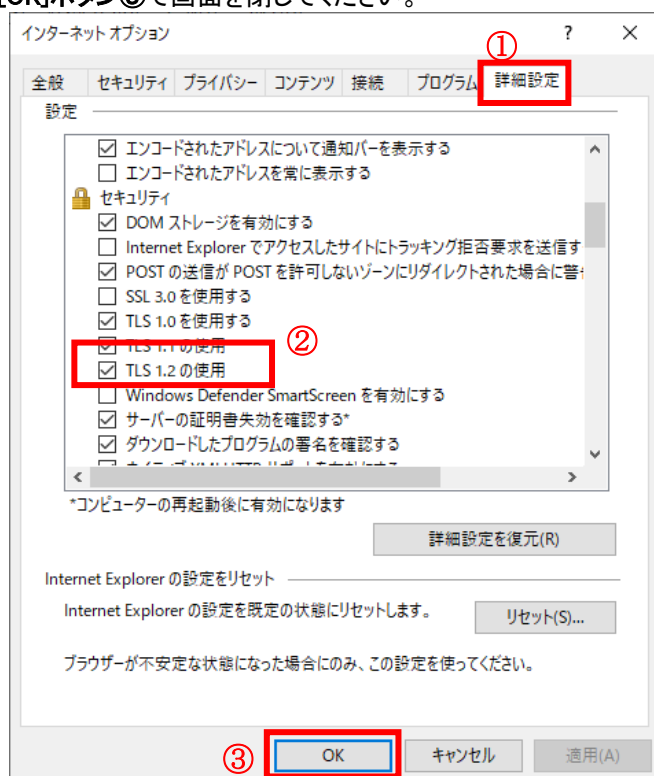 [OK]ボタン③で画面を閉じてください。
インターネット オプション ? ×
①
全般 セキュリティ プライバシー コンテンツ 接続 プログラム 詳細設定
設定
エンコードされたアドレスについて通知バーを表示する
エンコードされたアドレスを常に表示する
セキュリティ
DOM ストレージを有効にする
Internet Explorer でアクセスしたサイトにトラッキング拒否要求を送信す
POST の送信が POST を許可しないゾーンにリダイレクトされた場合に警
SSL 3.0 を使用する
TLS 1.0 を使用する
TLS 1.1 の使用
②
TLS 1.2 の使用
Windows Defender SmartScreen を有効にする
サーバーの証明書失効を確認する*
ダウンロードしたプログラムの署名を確認する
*コンピューターの再起動後に有効になります
詳細設定を復元(R)
Internet Explorer の設定をリセット
Internet Explorer の設定を既定の状態にリセットします。
リセット(S)...
ブラウザーが不安定な状態になった場合にのみ、この設定を使ってください。
③ OK キャンセル 適用(A)